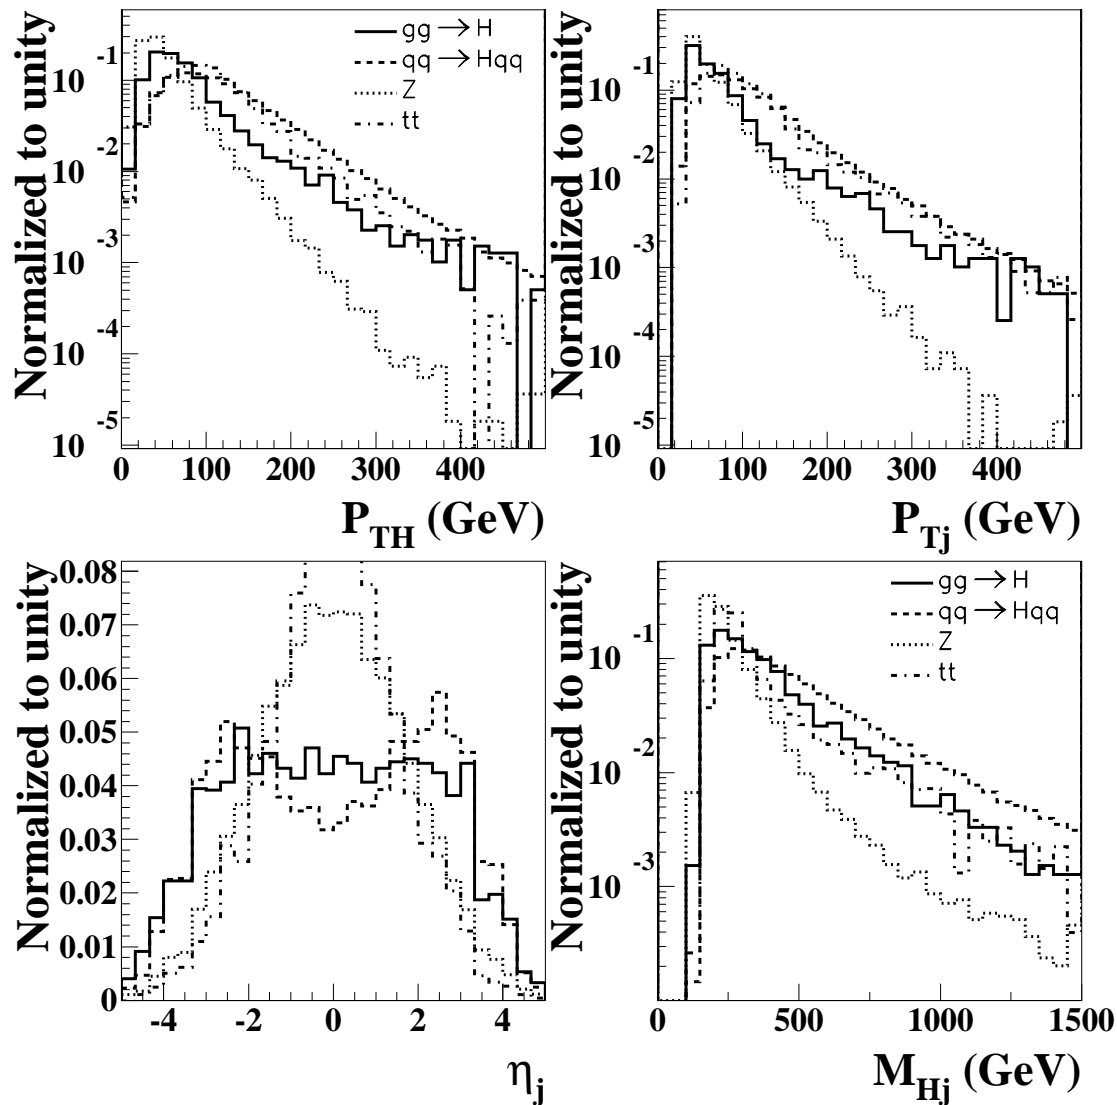 Normalized to unity
gg → H
qq → Hqq
Z
tt
10 -1
10 -2
10 -3
10 -4
10 -5
0 100 200 300 400
P_TH (GeV)
Normalized to unity
10 -1
10 -2
10 -3
10 -4
10 -5
0 100 200 300 400
P_Tj (GeV)
Normalized to unity
0.08
0.07
0.06
0.05
0.04
0.03
0.02
0.01
0
-4 -2 0 2 4
η_j
Normalized to unity
gg → H
qq → Hqq
Z
tt
10 -1
10 -2
10 -3
0 500 1000 1500
M_Hj (GeV)